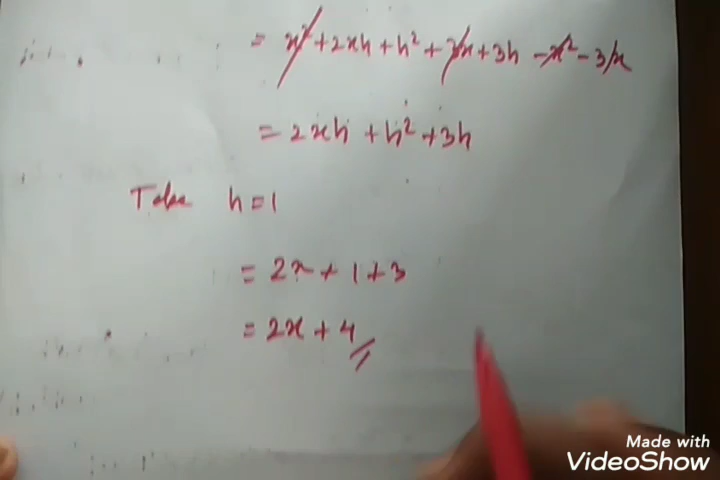 = x² + 2xh + h² + 3x + 3h - x² - 3x
= 2xh + h² + 3h
Take h = 1
= 2x + 1 + 3
= 2x + 4
Made with
VideoShow